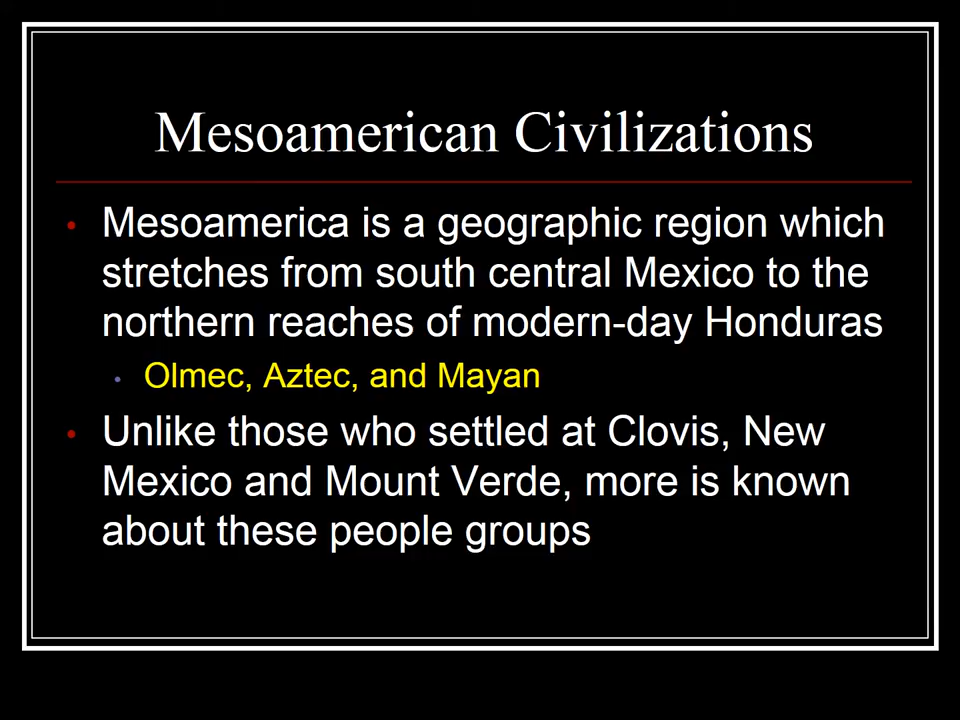 Mesoamerican Civilizations
• Mesoamerica is a geographic region which
stretches from south central Mexico to the
northern reaches of modern-day Honduras
• Olmec, Aztec, and Mayan
• Unlike those who settled at Clovis, New
Mexico and Mount Verde, more is known
about these people groups